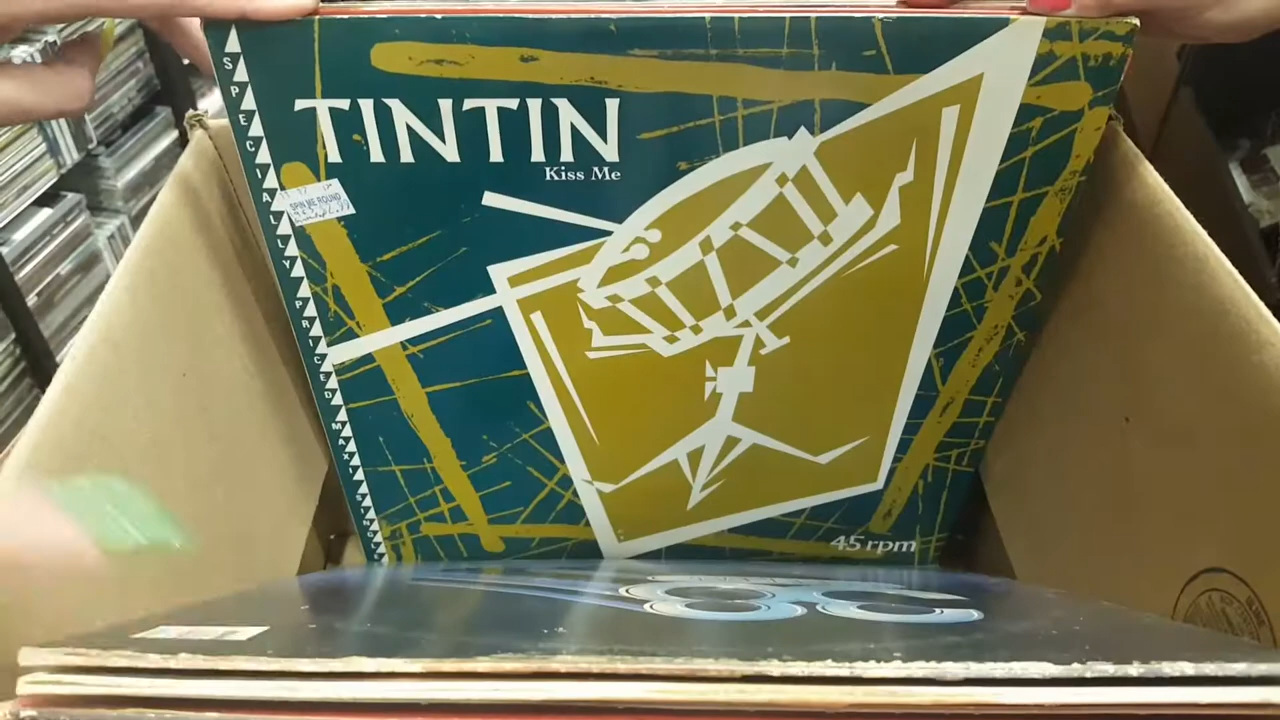 SPECIALLY PRICED MAXI SINGLE
TINTIN
Kiss Me
SPIN ME ROUND
45 rpm